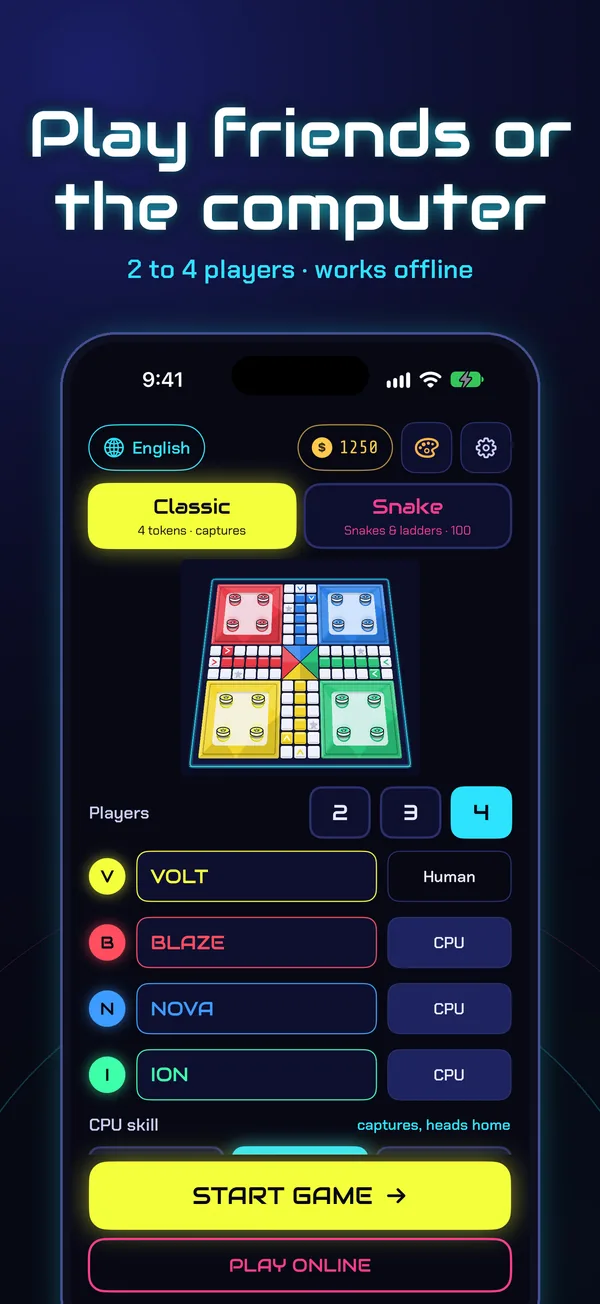 Play friends or
the computer
2 to 4 players · works offline
9:41
English
$ 1250
Classic
4 tokens · captures
Snake
Snakes & ladders · 100
Players
2
3
4
V
VOLT
Human
B
BLAZE
CPU
N
NOVA
CPU
I
ION
CPU
CPU skill
captures, heads home
START GAME →
PLAY ONLINE